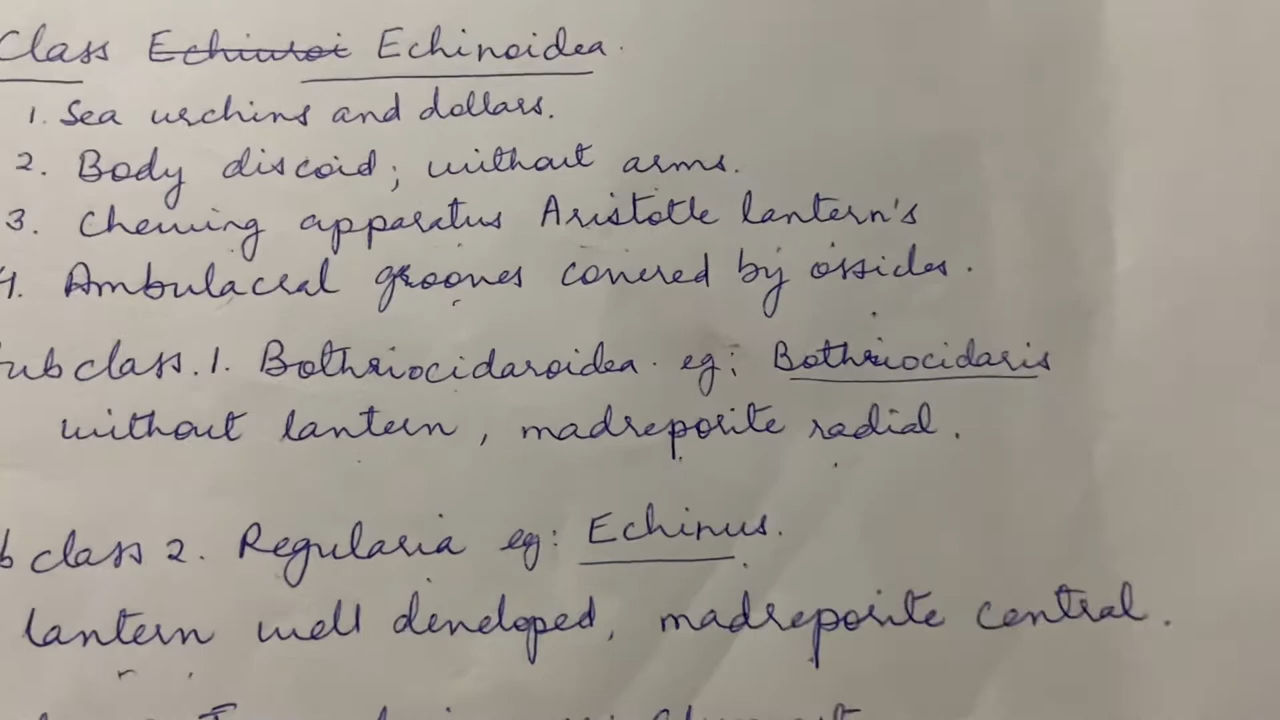 Class Echinoidea.
1. Sea urchins and dollars.
2. Body discoid; without arms.
3. Chewing apparatus Aristotle lantern's
4. Ambulacral grooves covered by ossicles.
Subclass. 1. Bothriocidaroidea. eg: Bothriocidaris
without lantern, madreporite radial.
b class 2. Regularia eg: Echinus.
lantern well developed, madreporite central.